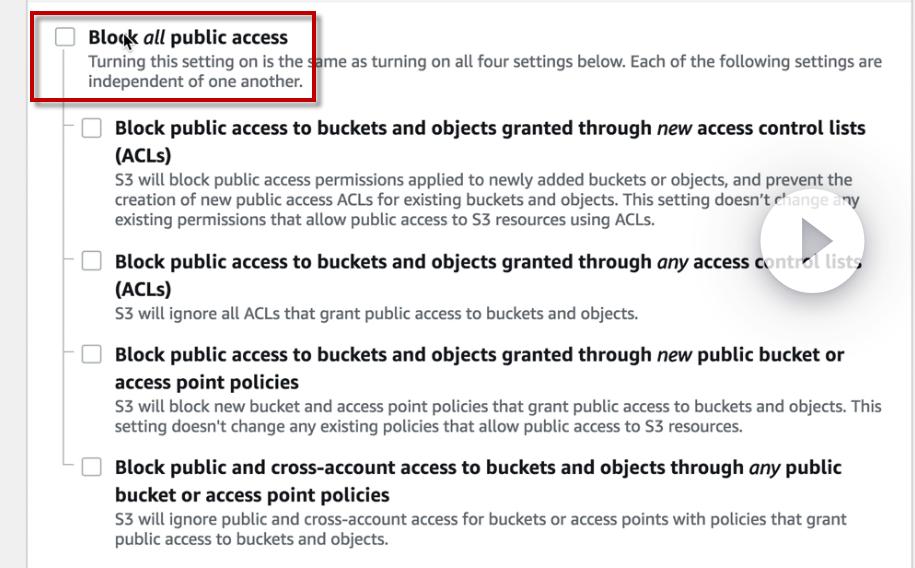 Block all public access
Turning this setting on is the same as turning on all four settings below. Each of the following settings are
independent of one another.
Block public access to buckets and objects granted through new access control lists
(ACLs)
S3 will block public access permissions applied to newly added buckets or objects, and prevent the
creation of new public access ACLs for existing buckets and objects. This setting doesn't change any
existing permissions that allow public access to S3 resources using ACLs.
Block public access to buckets and objects granted through any access control lists
(ACLs)
S3 will ignore all ACLs that grant public access to buckets and objects.
Block public access to buckets and objects granted through new public bucket or
access point policies
S3 will block new bucket and access point policies that grant public access to buckets and objects. This
setting doesn't change any existing policies that allow public access to S3 resources.
Block public and cross-account access to buckets and objects through any public
bucket or access point policies
S3 will ignore public and cross-account access for buckets or access points with policies that grant
public access to buckets and objects.